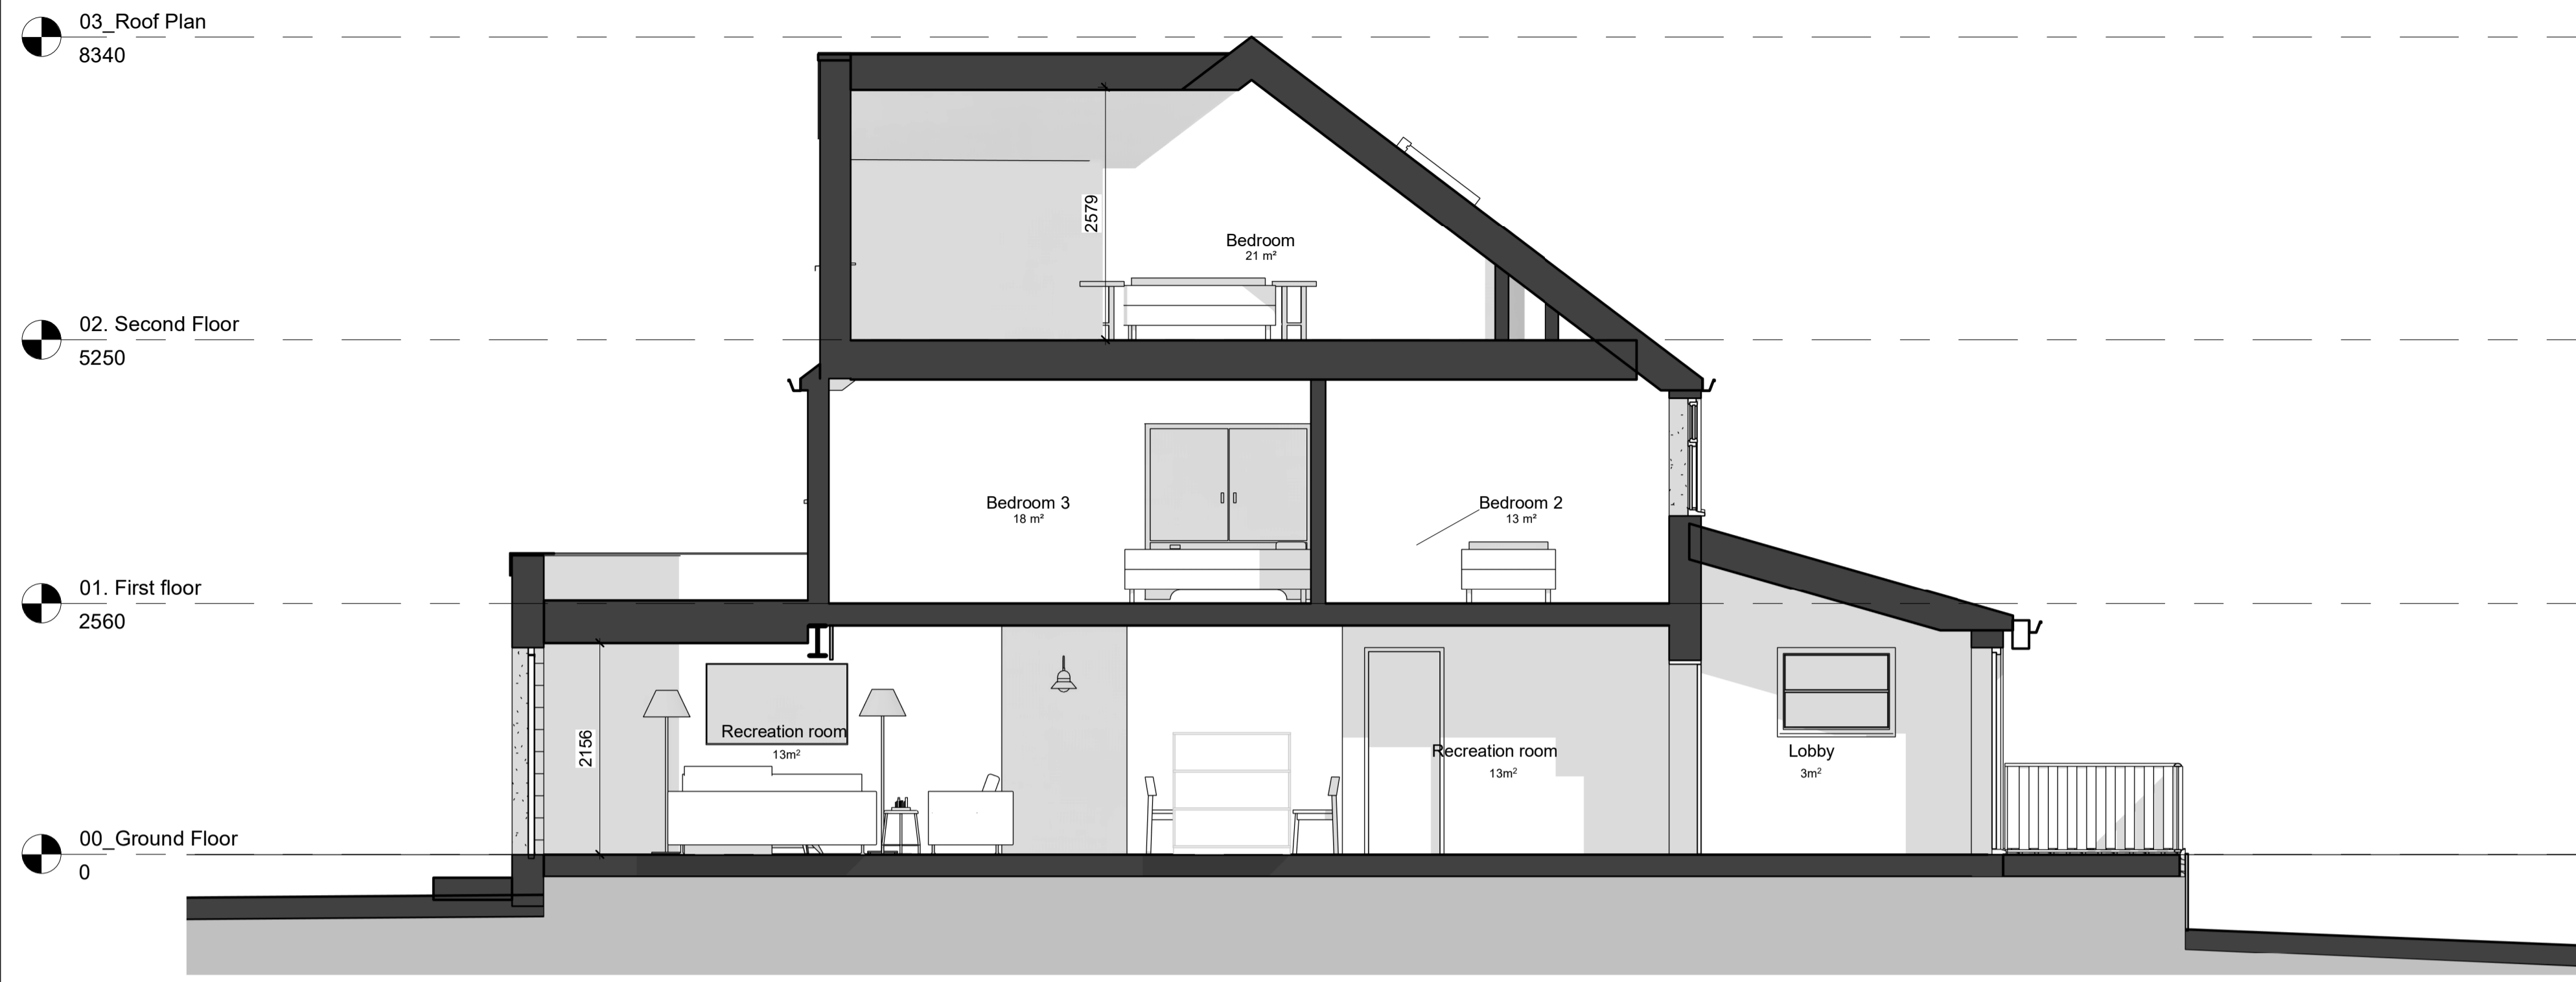 03_Roof Plan
8340
2579
Bedroom
21 m²
02. Second Floor
5250
Bedroom 3
18 m²
Bedroom 2
13 m²
01. First floor
2560
2156
Recreation room
13m²
Recreation room
13m²
Lobby
3m²
00_Ground Floor
0